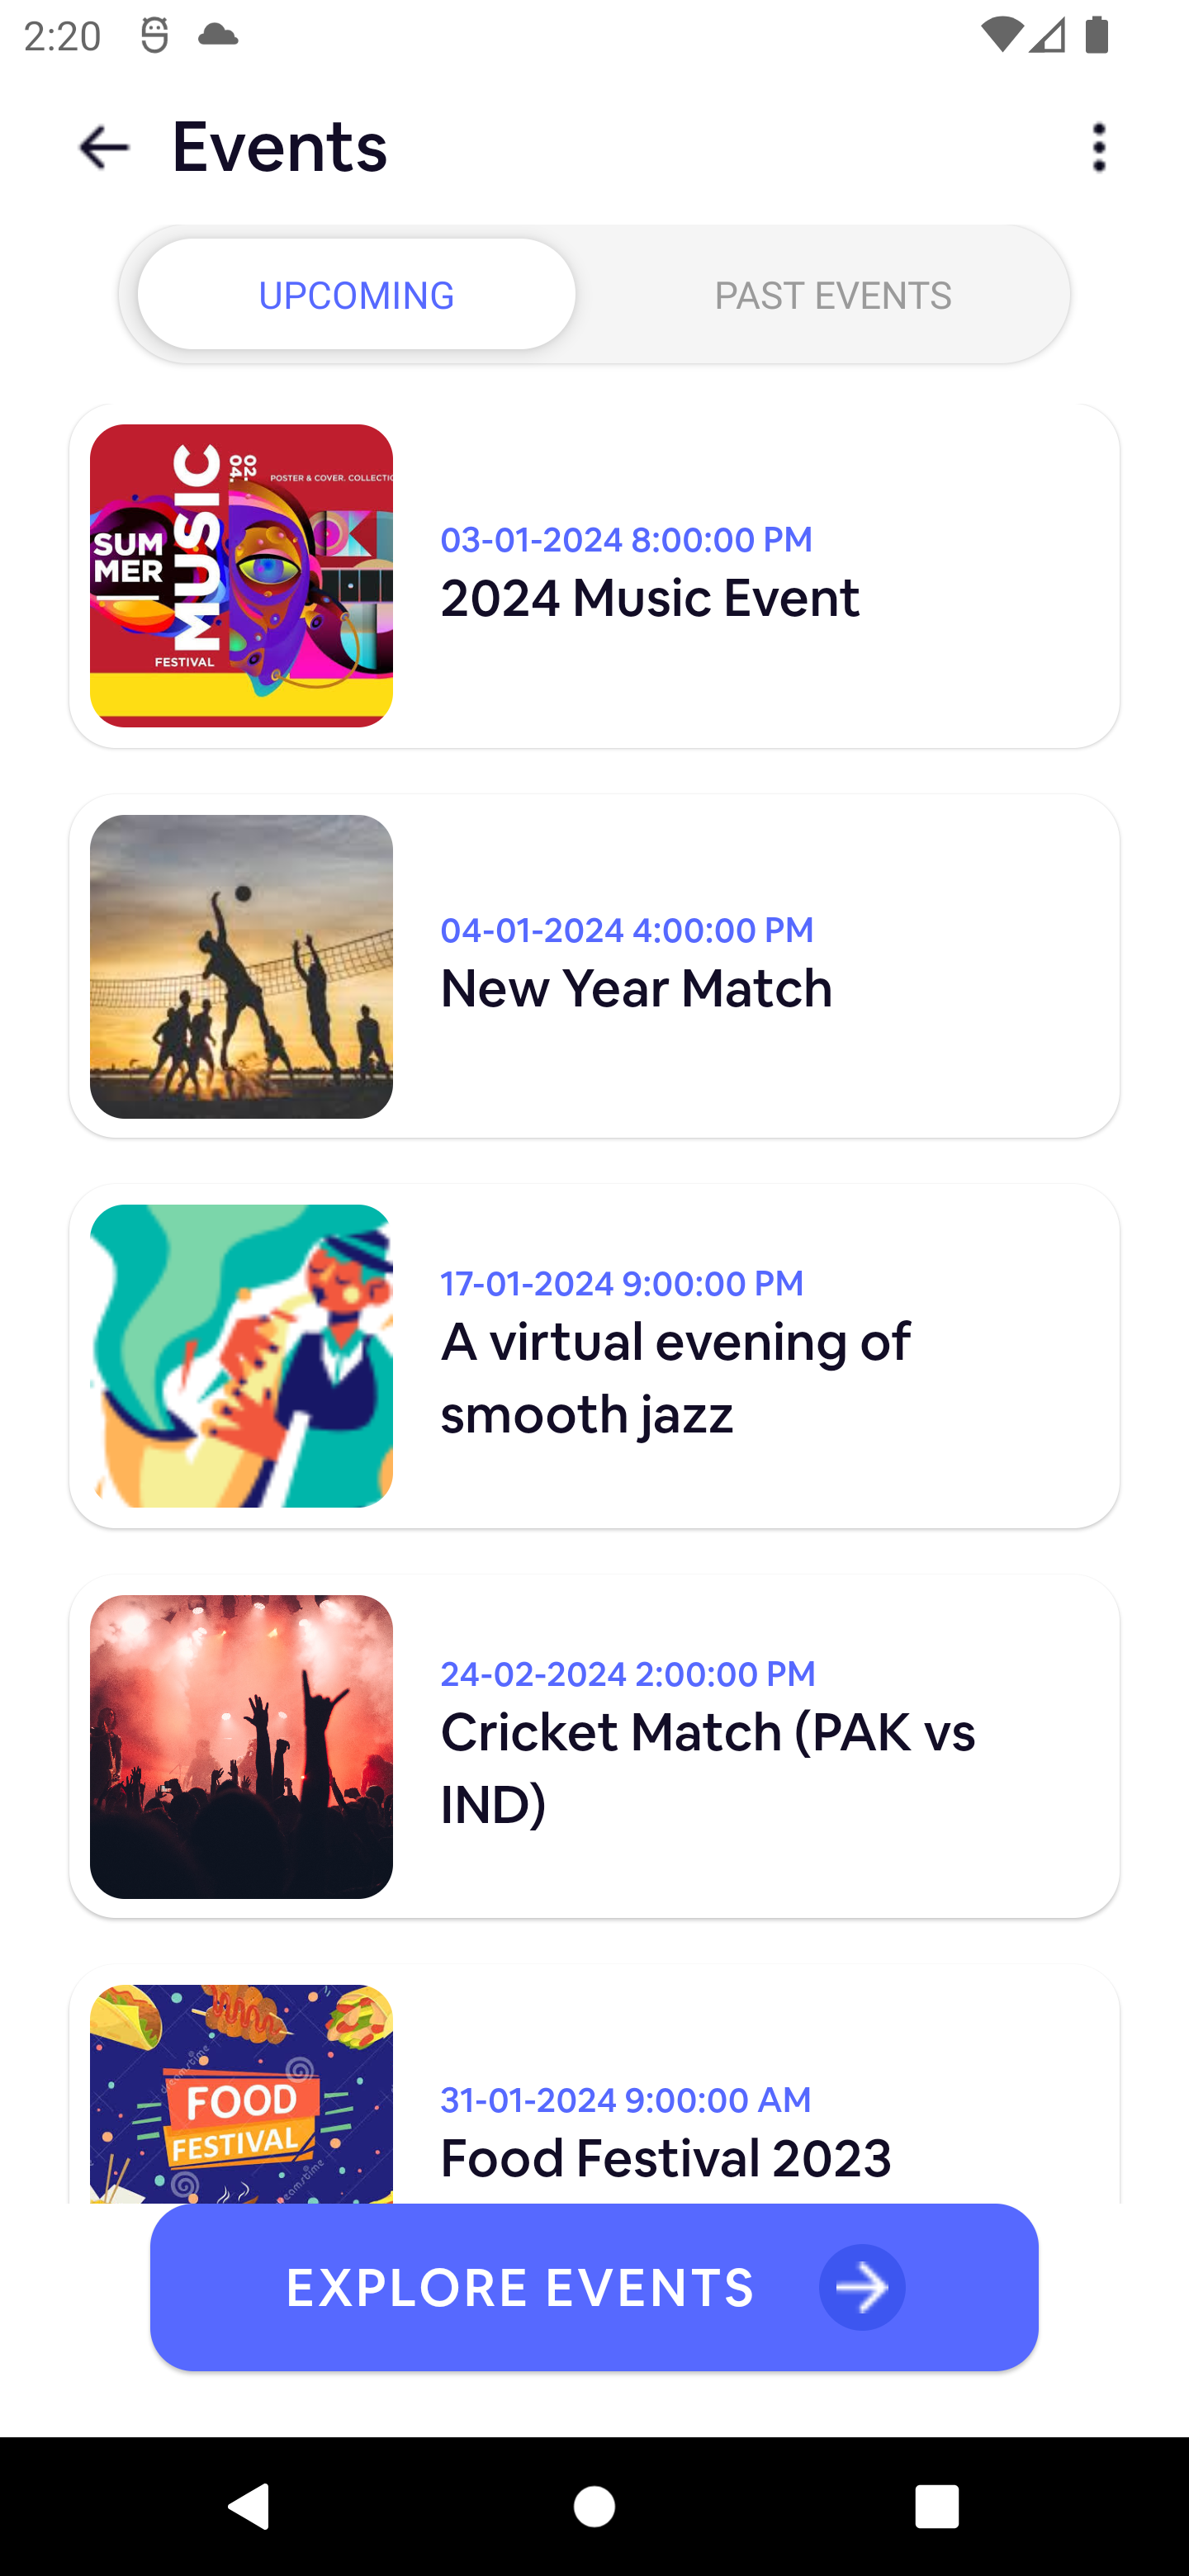 2:20
Events
UPCOMING
PAST EVENTS
SUM
MER
MUSIC
02.
04.
POSTER & COVER. COLLECTIO
FESTIVAL
03-01-2024 8:00:00 PM
2024 Music Event
04-01-2024 4:00:00 PM
New Year Match
17-01-2024 9:00:00 PM
A virtual evening of
smooth jazz
24-02-2024 2:00:00 PM
Cricket Match (PAK vs
IND)
dreamstime
FOOD
FESTIVAL
dreamstime
31-01-2024 9:00:00 AM
Food Festival 2023
EXPLORE EVENTS